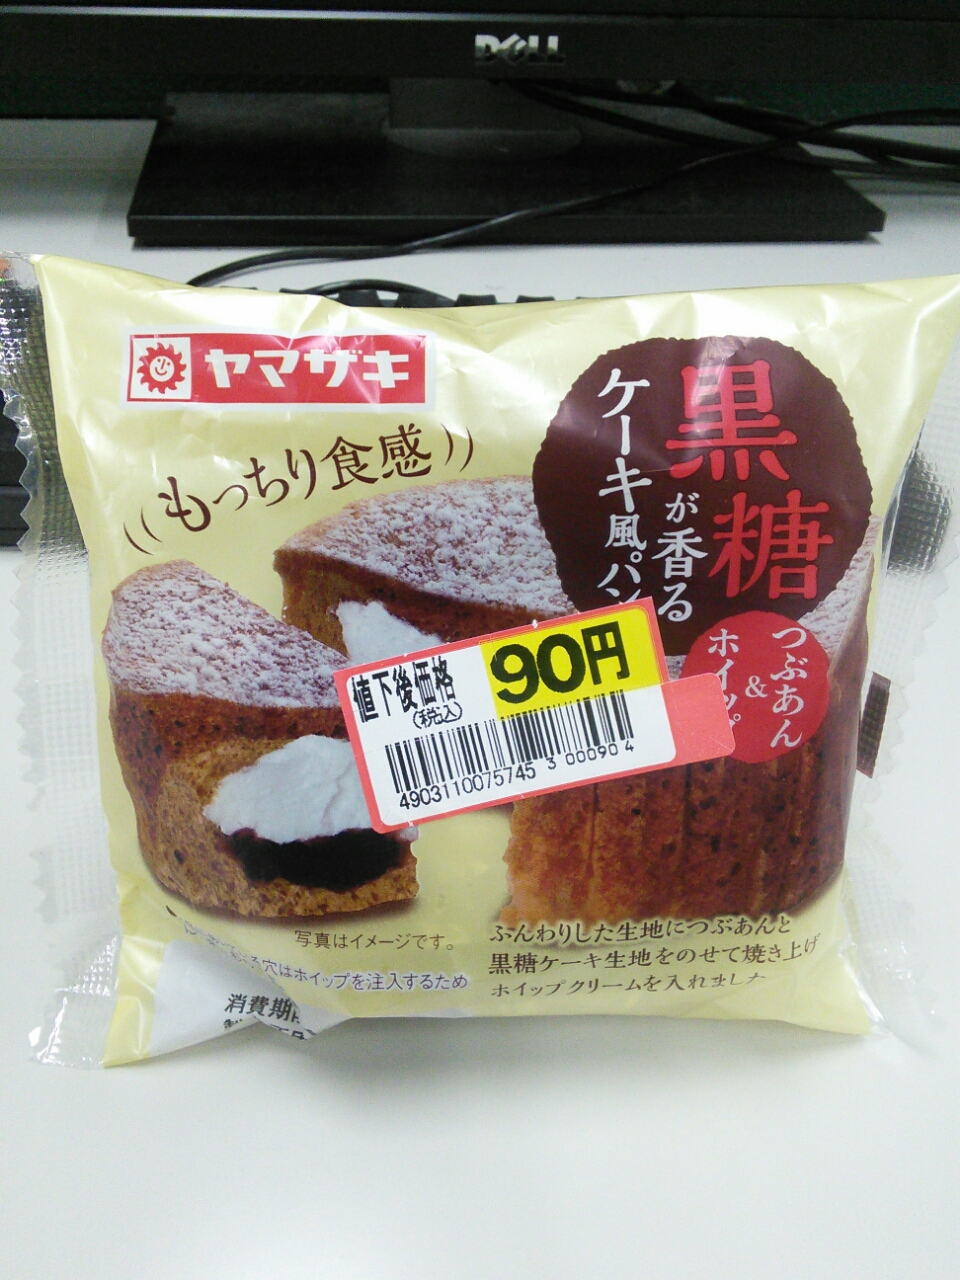 DELL
ヤマザキ
もっちり食感
黒糖
が香る
ケーキ風パン
つぶあん
&
ホイップ
値下後価格
(税込)
90円
4903110075745 3 000904
写真はイメージです。
穴はホイップを注入するため
ふんわりした生地につぶあんと
黒糖ケーキ生地をのせて焼き上げ
ホイップクリームを入れました
消費期